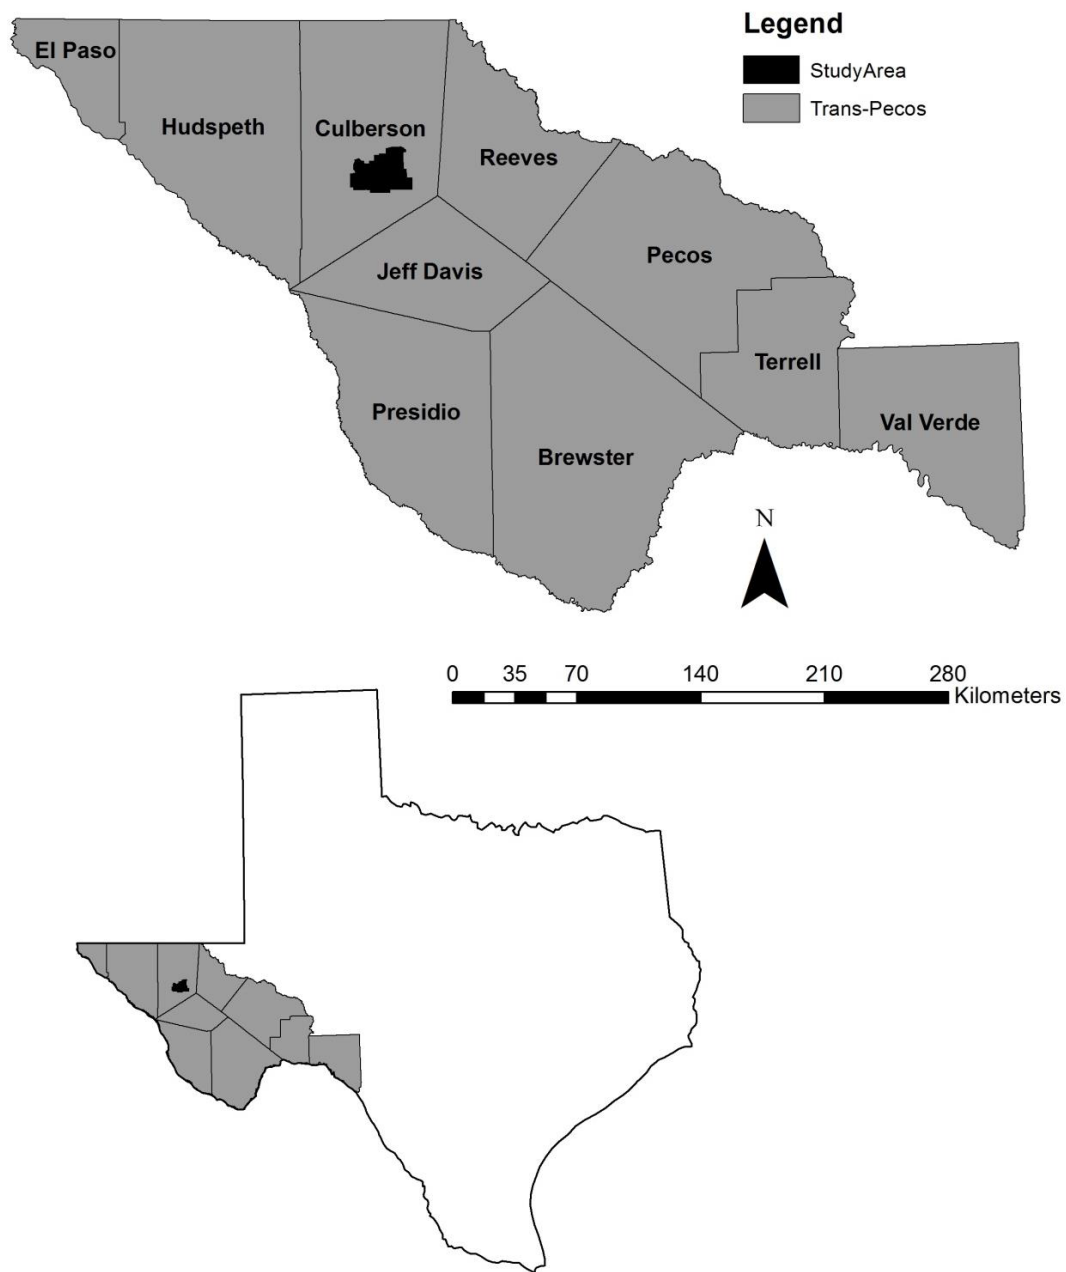 Legend
StudyArea
Trans-Pecos
El Paso
Hudspeth
Culberson
Reeves
Pecos
Jeff Davis
Terrell
Presidio
Val Verde
Brewster
N
0 35 70 140 210 280
Kilometers